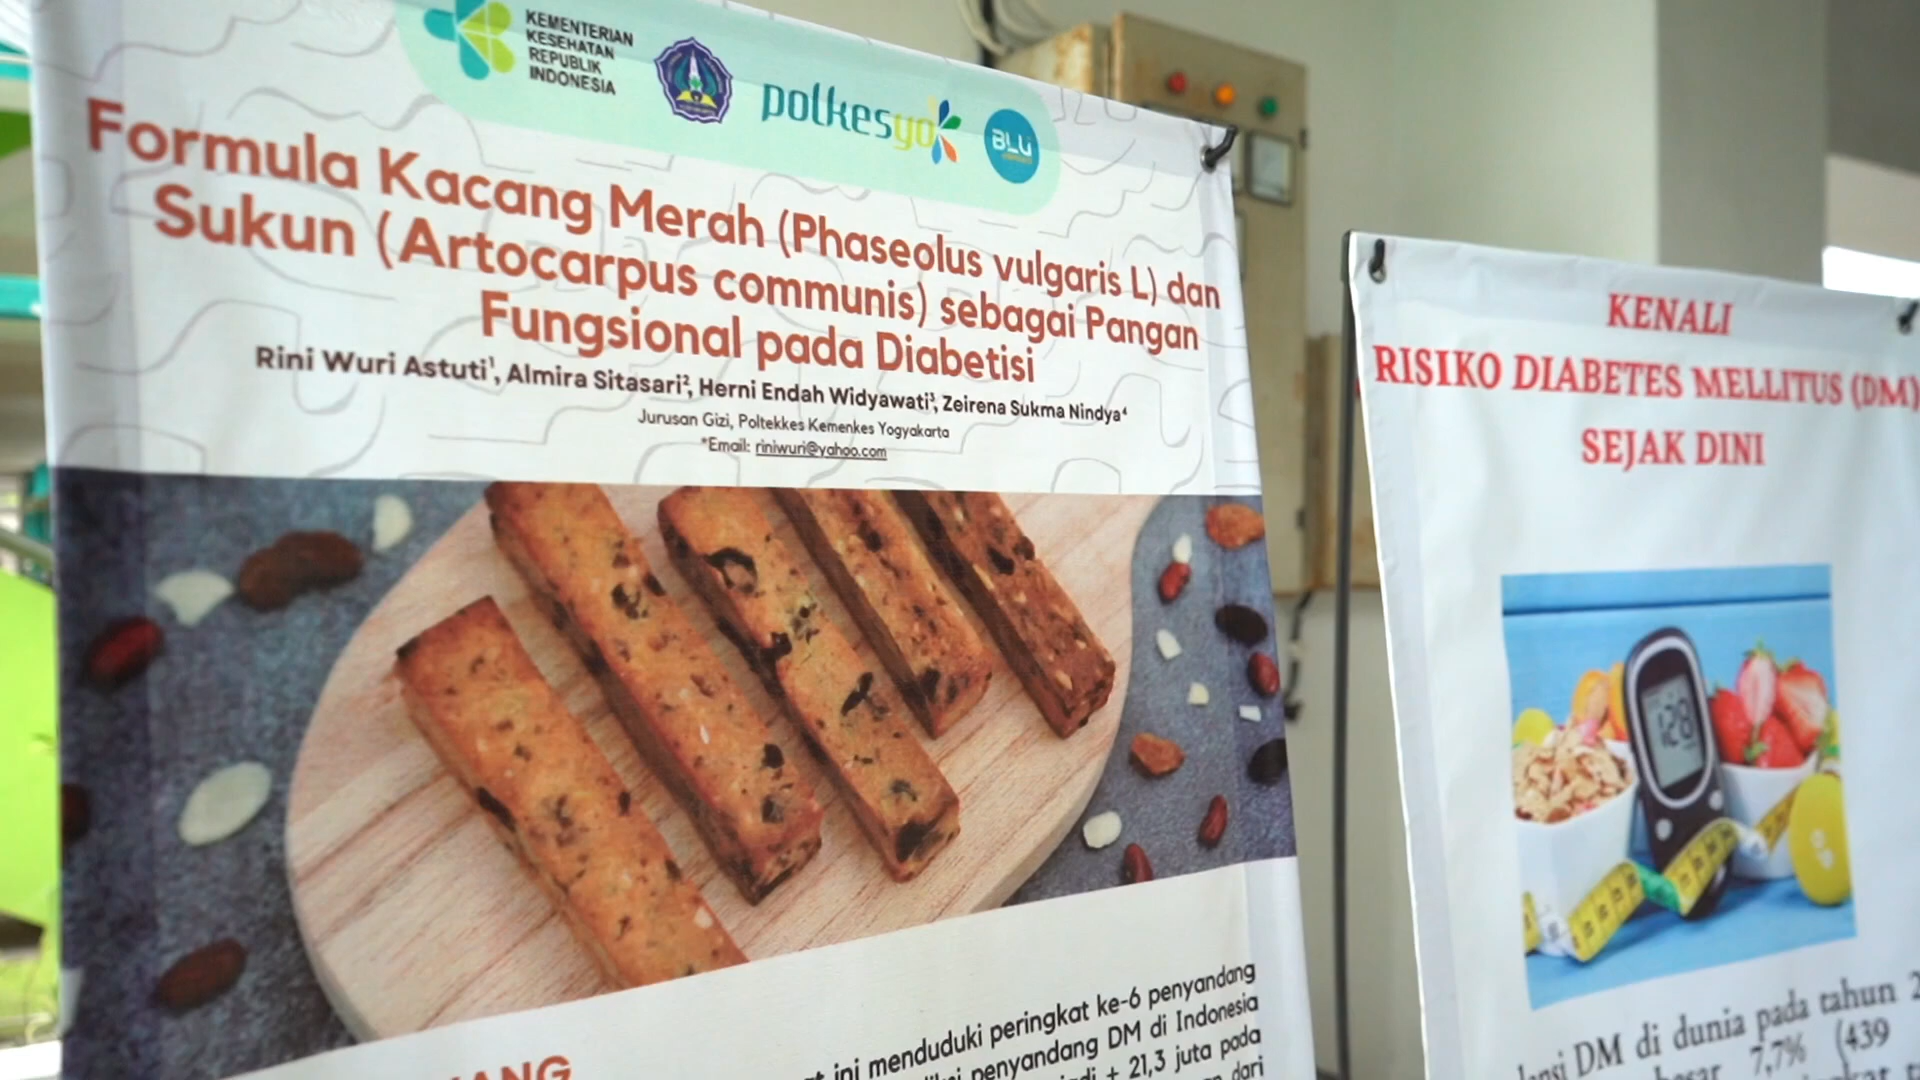 KEMENTERIAN
KESEHATAN
REPUBLIK
INDONESIA
polkesyo
BLU
Formula Kacang Merah (Phaseolus vulgaris L) dan
Sukun (Artocarpus communis) sebagai Pangan
Fungsional pada Diabetisi
Rini Wuri Astuti¹, Almira Sitasari², Herni Endah Widyawati³, Zeirena Sukma Nindya⁴
Jurusan Gizi, Poltekkes Kemenkes Yogyakarta
*Email: riniwuri@yahoo.com
ini menduduki peringkat ke-6 penyandang
penyandang DM di Indonesia
+ 21,3 juta pada
dari
KENALI
RISIKO DIABETES MELLITUS (DM)
SEJAK DINI
128
DM di dunia pada tahun
7,7% (439